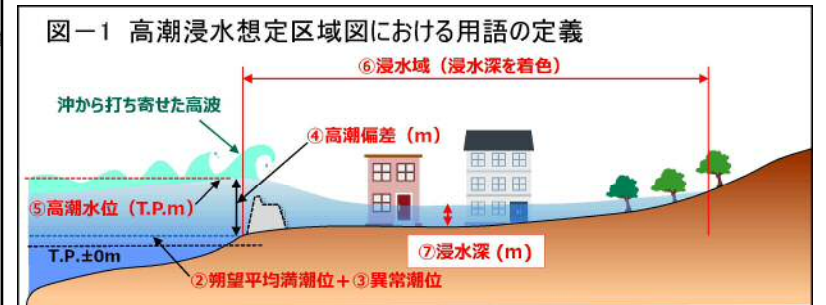 図－1 高潮浸水想定区域図における用語の定義
⑥浸水域（浸水深を着色）
沖から打ち寄せた高波
④高潮偏差（m）
⑤高潮水位（T.P.m）
⑦浸水深 (m)
T.P.±0m
②朔望平均満潮位＋③異常潮位